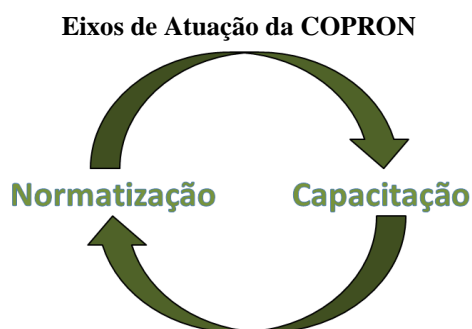 Eixos de Atuação da COPRON
Normatização Capacitação